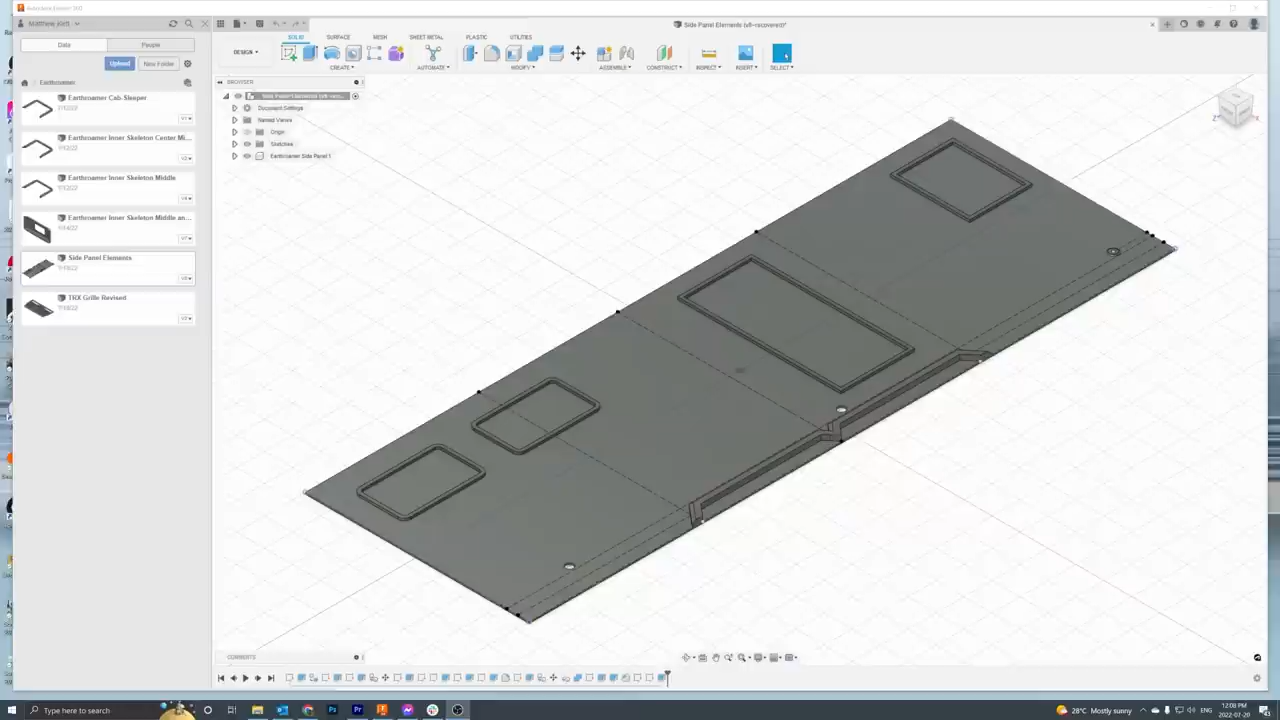 Autodesk Fusion 360
Side Panel Elements (v8-recovered)*
Data
People
Upload
New Folder
Earthroamer
Earthroamer Cab-Sleeper
Earthroamer Inner Skeleton Center Mi...
Earthroamer Inner Skeleton Middle
Earthroamer Inner Skeleton Middle an...
Side Panel Elements
TRX Grille Revised
SOLID
SURFACE
MESH
SHEET METAL
PLASTIC
UTILITIES
DESIGN
CREATE
AUTOMATE
MODIFY
ASSEMBLE
CONSTRUCT
INSPECT
INSERT
SELECT
BROWSER
Document Settings
Named Views
Origin
Sketches
Earthroamer Side Panel 1
COMMENTS
Type here to search
28°C Mostly sunny
ENG
12:08 PM
2022-07-20